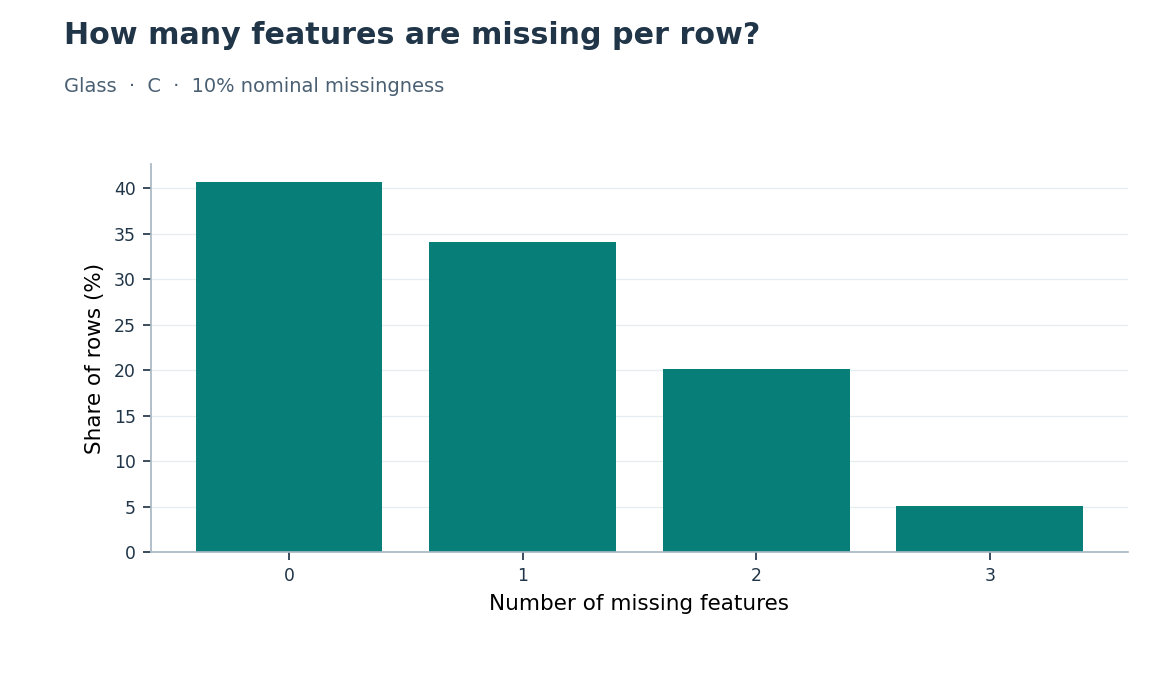 How many features are missing per row?
Glass · C · 10% nominal missingness
40
35
30
25
20
15
10
5
0
Share of rows (%)
0 1 2 3
Number of missing features